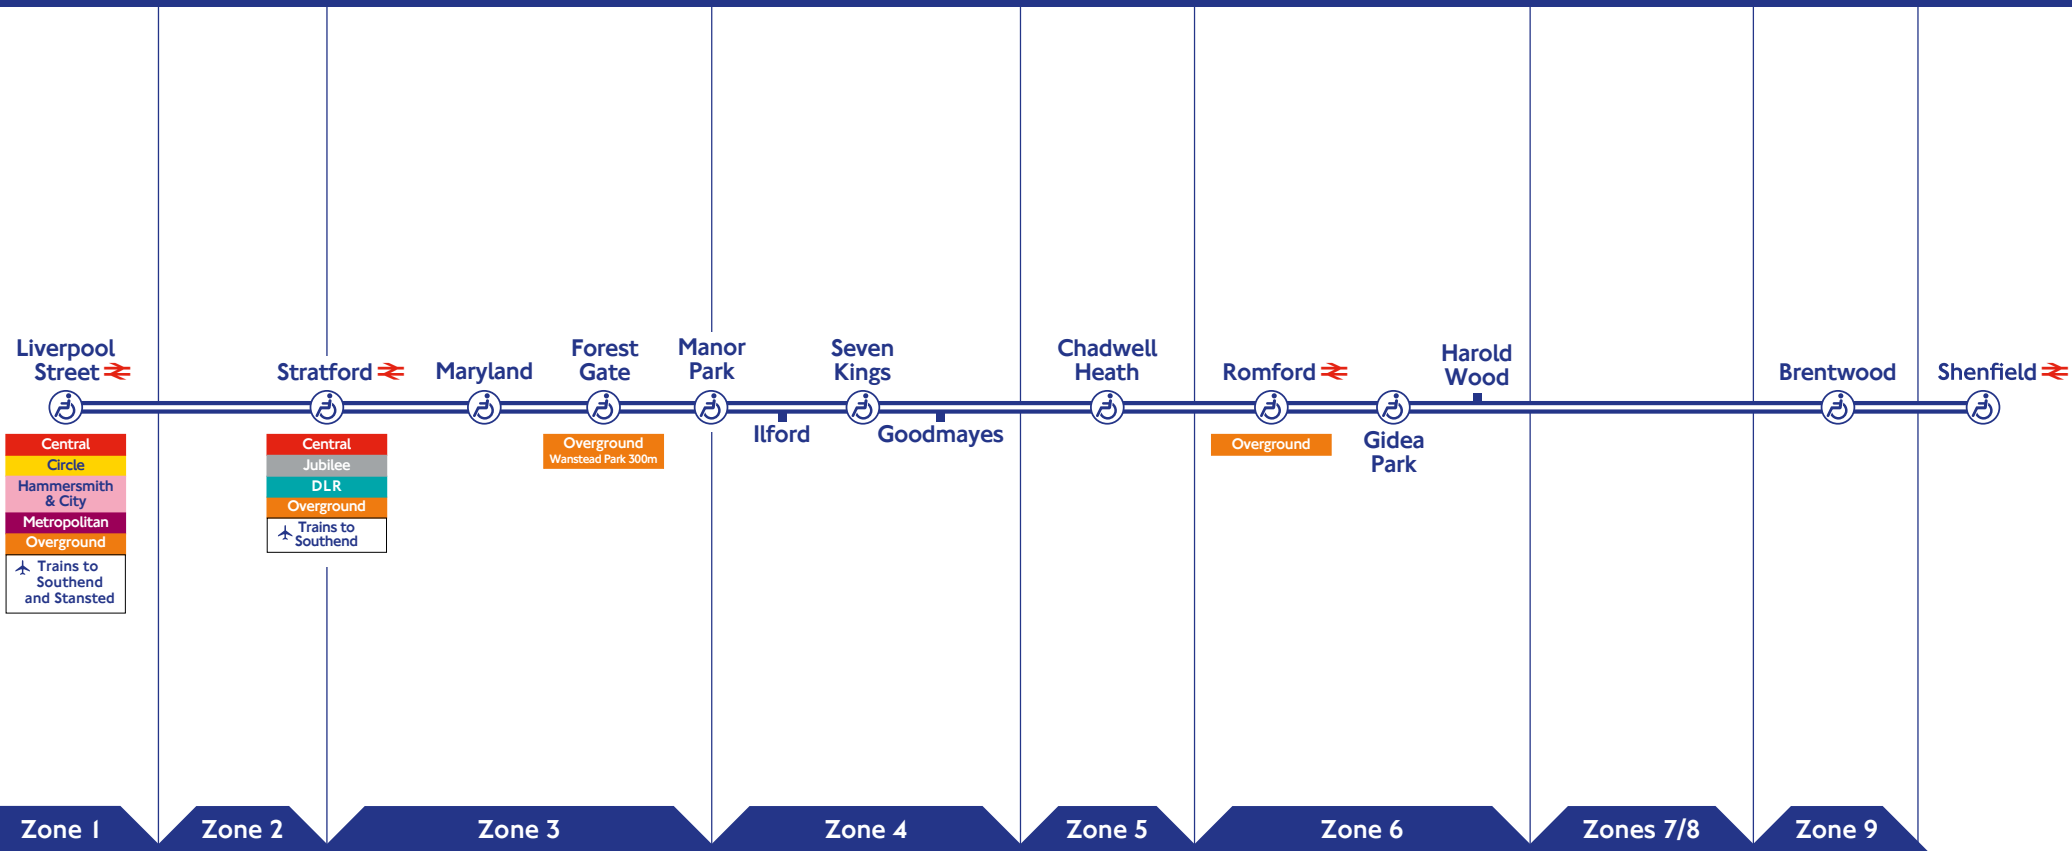 Liverpool
Street
Stratford
Maryland
Forest
Gate
Manor
Park
Seven
Kings
Chadwell
Heath
Romford
Harold
Wood
Brentwood
Shenfield
Ilford
Goodmayes
Gidea
Park
Central
Circle
Hammersmith
& City
Metropolitan
Overground
Trains to
Southend
and Stansted
Central
Jubilee
DLR
Overground
Trains to
Southend
Overground
Wanstead Park 300m
Overground
Zone 1
Zone 2
Zone 3
Zone 4
Zone 5
Zone 6
Zones 7/8
Zone 9